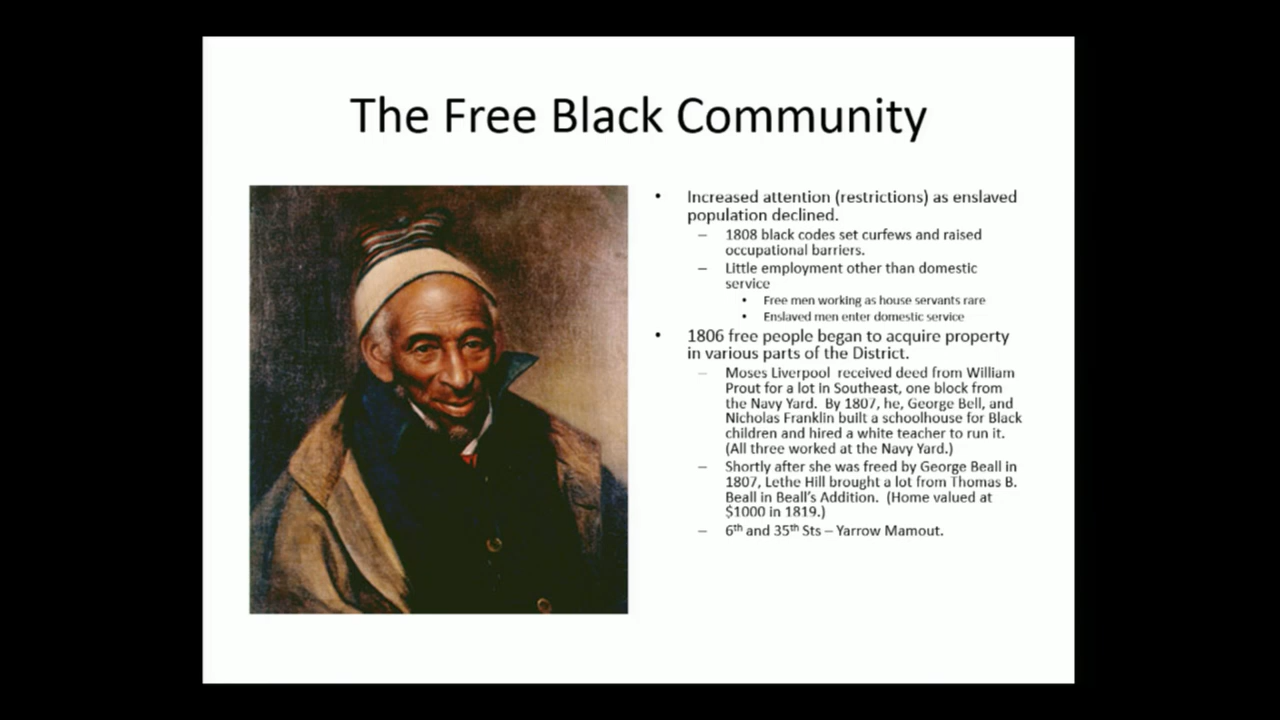 The Free Black Community
• Increased attention (restrictions) as enslaved
population declined.
– 1808 black codes set curfews and raised
occupational barriers.
– Little employment other than domestic
service
• Free men working as house servants rare
• Enslaved men enter domestic service
• 1806 free people began to acquire property
in various parts of the District.
– Moses Liverpool received deed from William
Prout for a lot in Southeast, one block from
the Navy Yard. By 1807, he, George Bell, and
Nicholas Franklin built a schoolhouse for Black
children and hired a white teacher to run it.
(All three worked at the Navy Yard.)
– Shortly after she was freed by George Beall in
1807, Lethe Hill brought a lot from Thomas B.
Beall in Beall's Addition. (Home valued at
$1000 in 1819.)
– 6th and 35th Sts – Yarrow Mamout.